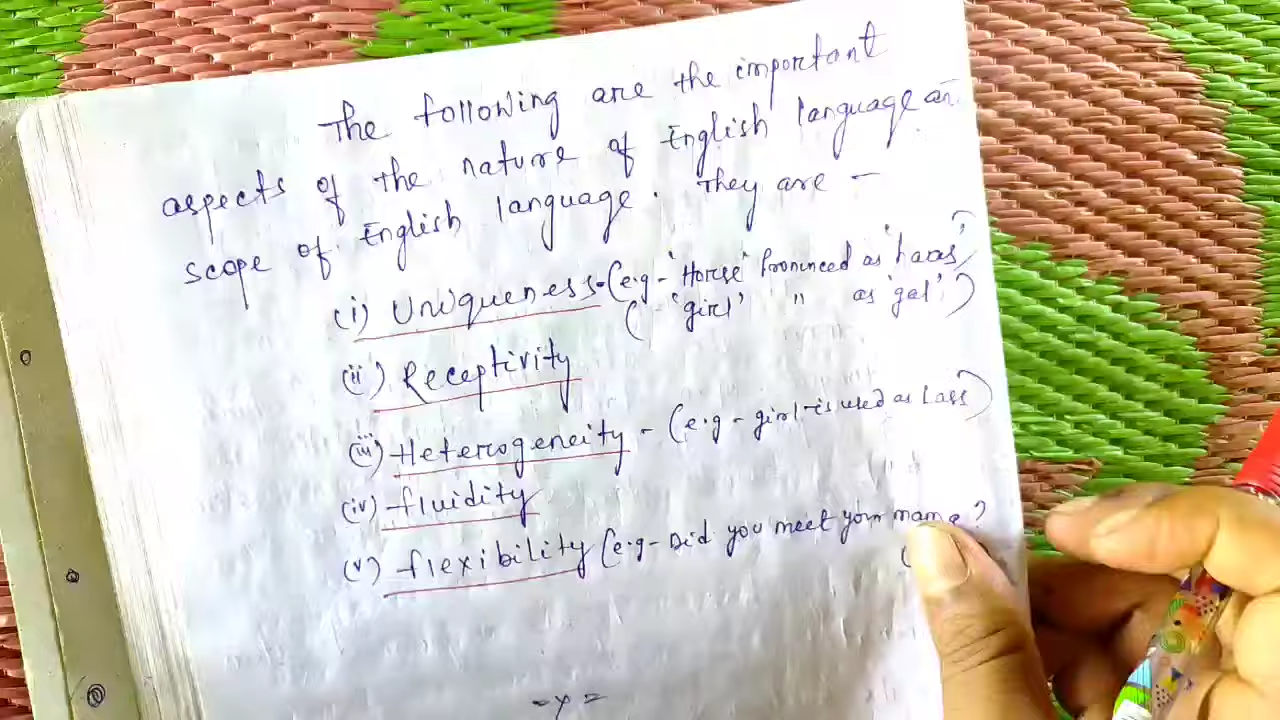 The following are the important
aspects of the nature of English language an
scope of English language. They are -
(i) Uniqueness - (e.g - 'Horse' Pronunced as 'haras'
( - 'girl' " as 'gal')
(ii) Receptivity
(iii) Heterogeneity - (e.g - girl is used as Lass)
(iv) fluidity
(v) flexibility (e.g - Did you meet your mama?
(
- x =